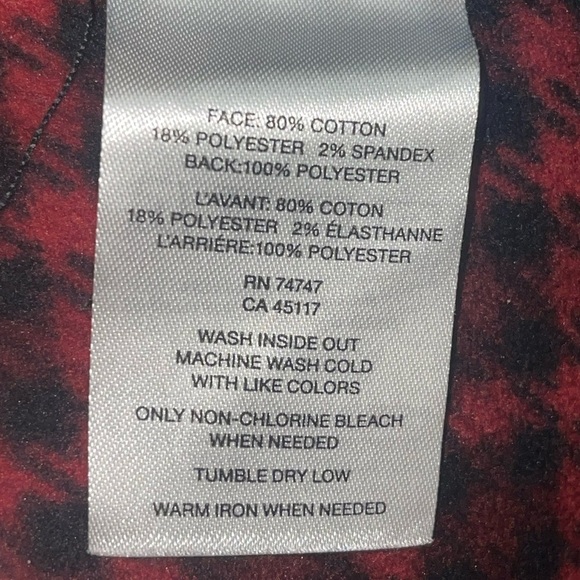 FACE: 80% COTTON
18% POLYESTER 2% SPANDEX
BACK:100% POLYESTER
L'AVANT: 80% COTON
18% POLYESTER 2% ÉLASTHANNE
L'ARRIÉRE:100% POLYESTER
RN 74747
CA 45117
WASH INSIDE OUT
MACHINE WASH COLD
WITH LIKE COLORS
ONLY NON-CHLORINE BLEACH
WHEN NEEDED
TUMBLE DRY LOW
WARM IRON WHEN NEEDED